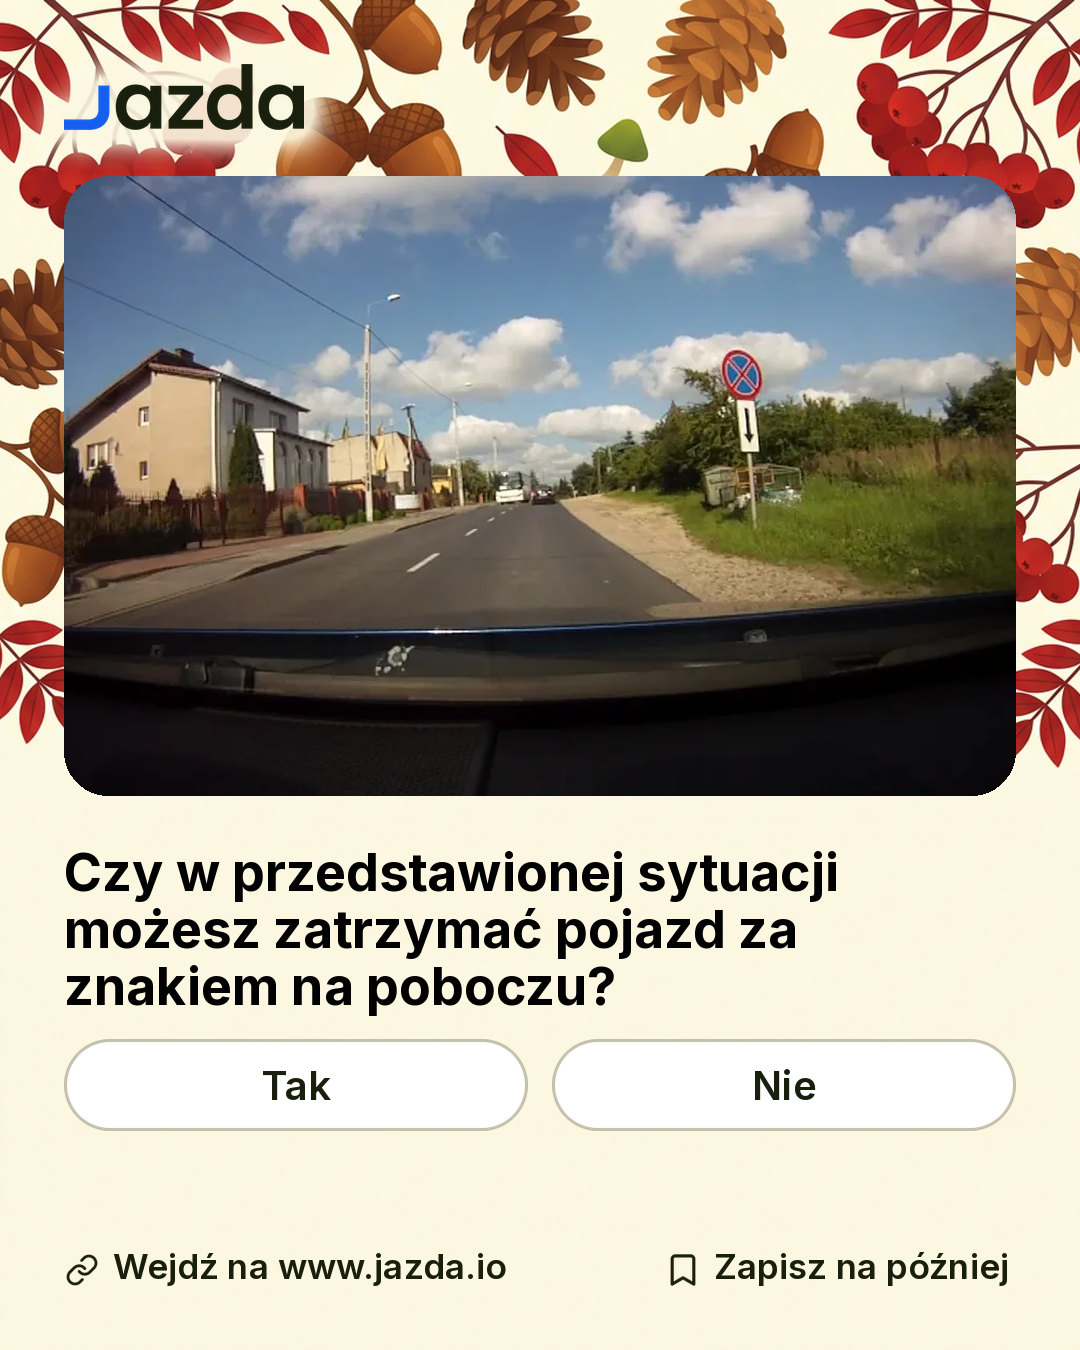 Jazda
Czy w przedstawionej sytuacji
możesz zatrzymać pojazd za
znakiem na poboczu?
Tak
Nie
Wejdź na www.jazda.io
Zapisz na później